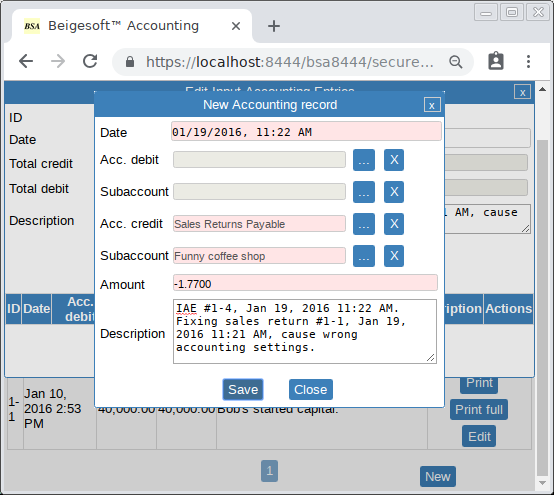 BSA Beigesoft™ Accounting
https://localhost:8444/bsa8444/secure...
Edit Input Accounting Entries
x
New Accounting record
x
ID
Date
Total credit
Total debit
Description
1 AM, cause
Date 01/19/2016, 11:22 AM
Acc. debit ... X
Subaccount ... X
Acc. credit Sales Returns Payable ... X
Subaccount Funny coffee shop ... X
Amount -1.7700
Description
IAE #1-4, Jan 19, 2016 11:22 AM.
Fixing sales return #1-1, Jan 19,
2016 11:21 AM, cause wrong
accounting settings.
Save Close
ID Date Acc. debit ription Actions
1-1
Jan 10,
2016 2:53
PM
40,000.00 40,000.00 Bob's started capital.
Print
Print full
Edit
1
New